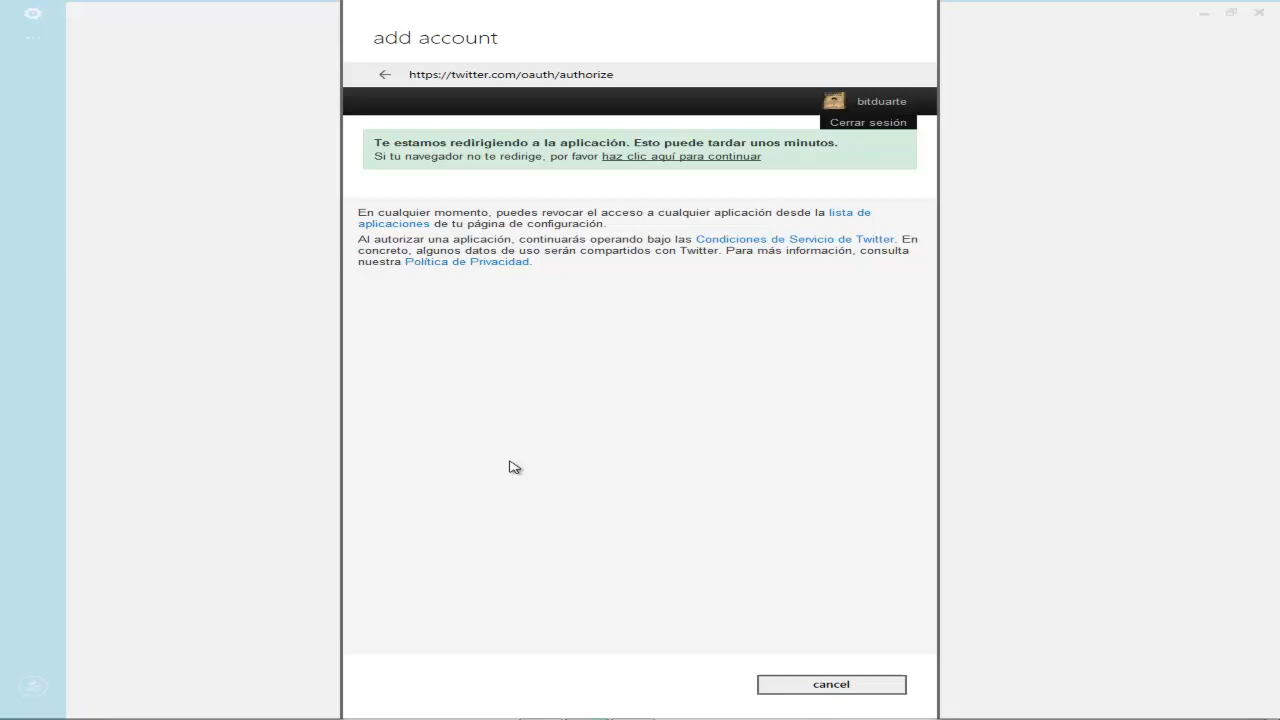 add account
https://twitter.com/oauth/authorize
bitduarte
Cerrar sesión
Te estamos redirigiendo a la aplicación. Esto puede tardar unos minutos.
Si tu navegador no te redirige, por favor haz clic aquí para continuar
En cualquier momento, puedes revocar el acceso a cualquier aplicación desde la lista de
aplicaciones de tu página de configuración.
Al autorizar una aplicación, continuarás operando bajo las Condiciones de Servicio de Twitter. En
concreto, algunos datos de uso serán compartidos con Twitter. Para más información, consulta
nuestra Política de Privacidad.
cancel